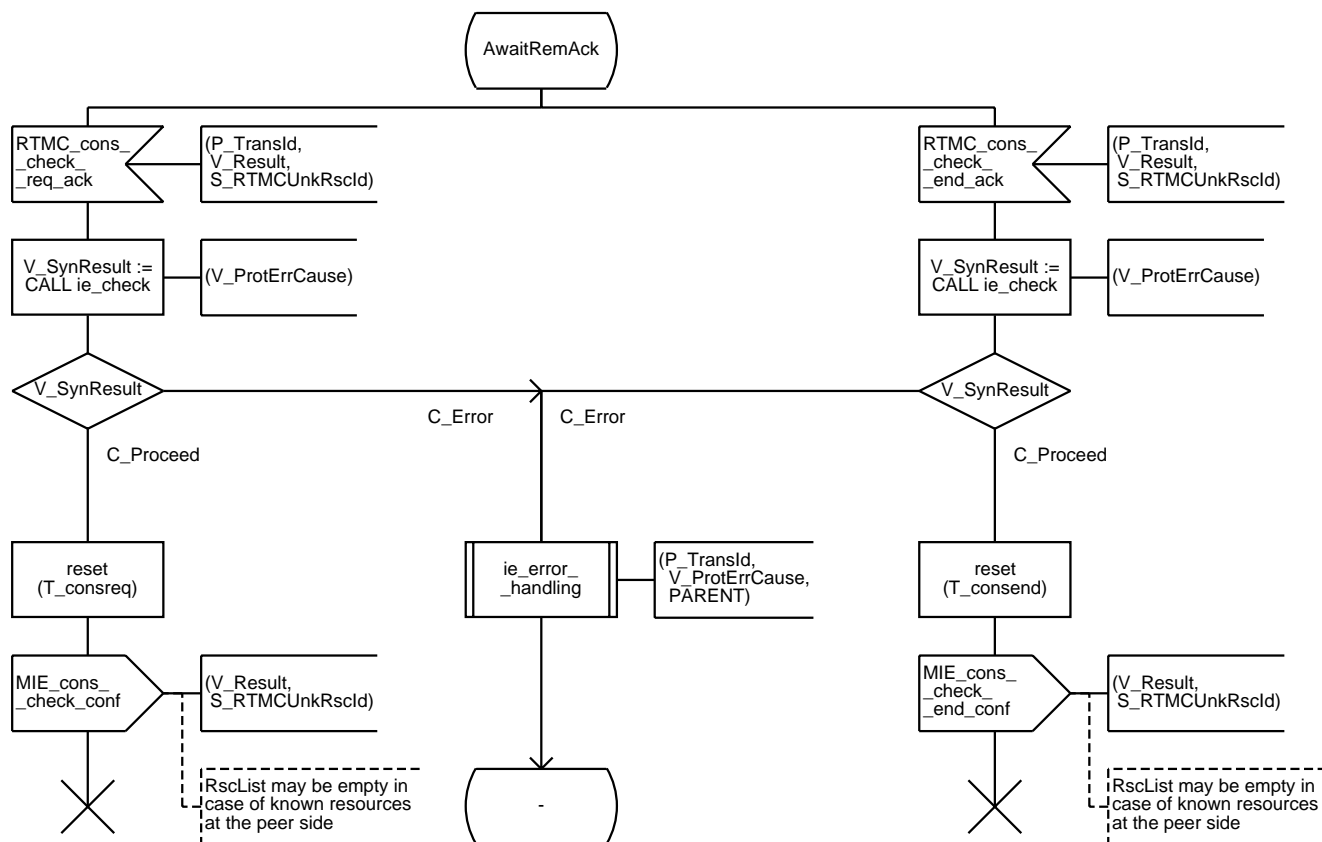 AwaitRemAck
RTMC_cons_
_check_
_req_ack
(P_TransId,
V_Result,
S_RTMCUnkRscId)
RTMC_cons_
_check_
_end_ack
(P_TransId,
V_Result,
S_RTMCUnkRscId)
V_SynResult :=
CALL ie_check
(V_ProtErrCause)
V_SynResult :=
CALL ie_check
(V_ProtErrCause)
V_SynResult
V_SynResult
C_Error
C_Error
C_Proceed
C_Proceed
reset
(T_consreq)
ie_error_
_handling
(P_TransId,
V_ProtErrCause,
PARENT)
reset
(T_consend)
MIE_cons_
_check_conf
(V_Result,
S_RTMCUnkRscId)
MIE_cons_
_check_
_end_conf
(V_Result,
S_RTMCUnkRscId)
RscList may be empty in
case of known resources
at the peer side
-
RscList may be empty in
case of known resources
at the peer side